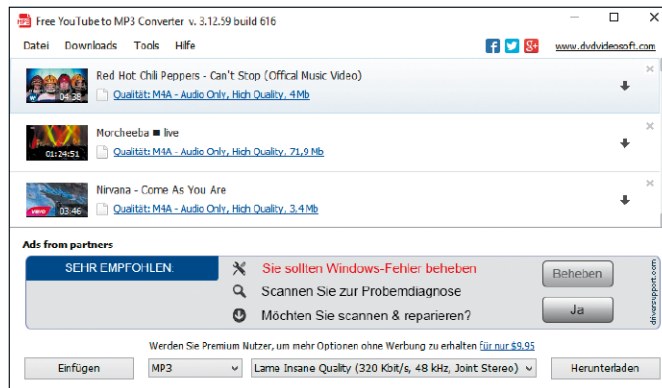 Free YouTube to MP3 Converter v. 3.12.59 build 616
Datei Downloads Tools Hilfe www.dvdvideosoft.com
Red Hot Chili Peppers - Can't Stop (Offical Music Video)
04:38 Qualität: M4A - Audio Only, Hich Quality, 4 Mb
Morcheeba ■ live
01:24:51 Qualität: M4A - Audio Only, Hich Quality, 71,9 Mb
Nirvana - Come As You Are
vevo 03:46 Qualität: M4A - Audio Only, Hich Quality, 3,4 Mb
Ads from partners
SEHR EMPFOHLEN: Sie sollten Windows-Fehler beheben Beheben
Scannen Sie zur Probemdiagnose
Möchten Sie scannen & reparieren? Ja
driversupport.com
Werden Sie Premium Nutzer, um mehr Optionen ohne Werbung zu erhalten für nur $9,95
Einfügen MP3 Lame Insane Quality (320 Kbit/s, 48 kHz, Joint Stereo) Herunterladen